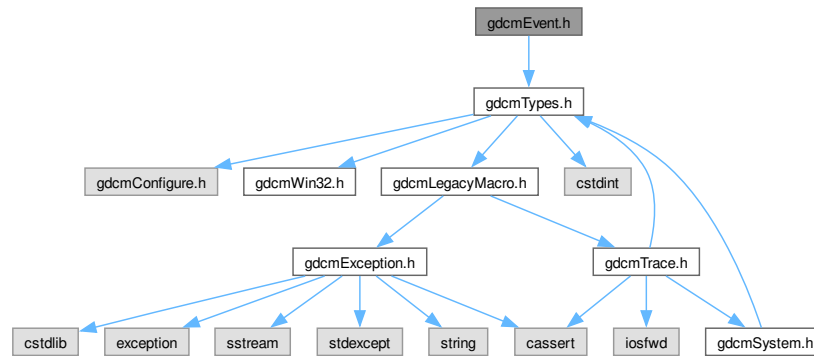 gdcmEvent.h
gdcmTypes.h
gdcmConfigure.h
gdcmWin32.h
gdcmLegacyMacro.h
cstdint
gdcmException.h
gdcmTrace.h
cstdlib
exception
sstream
stdexcept
string
cassert
iosfwd
gdcmSystem.h